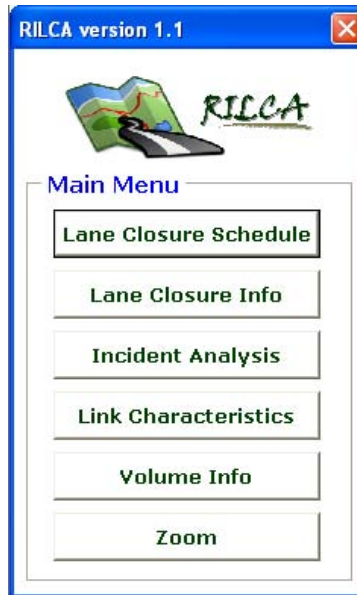 RILCA version 1.1
RILCA
Main Menu
Lane Closure Schedule
Lane Closure Info
Incident Analysis
Link Characteristics
Volume Info
Zoom